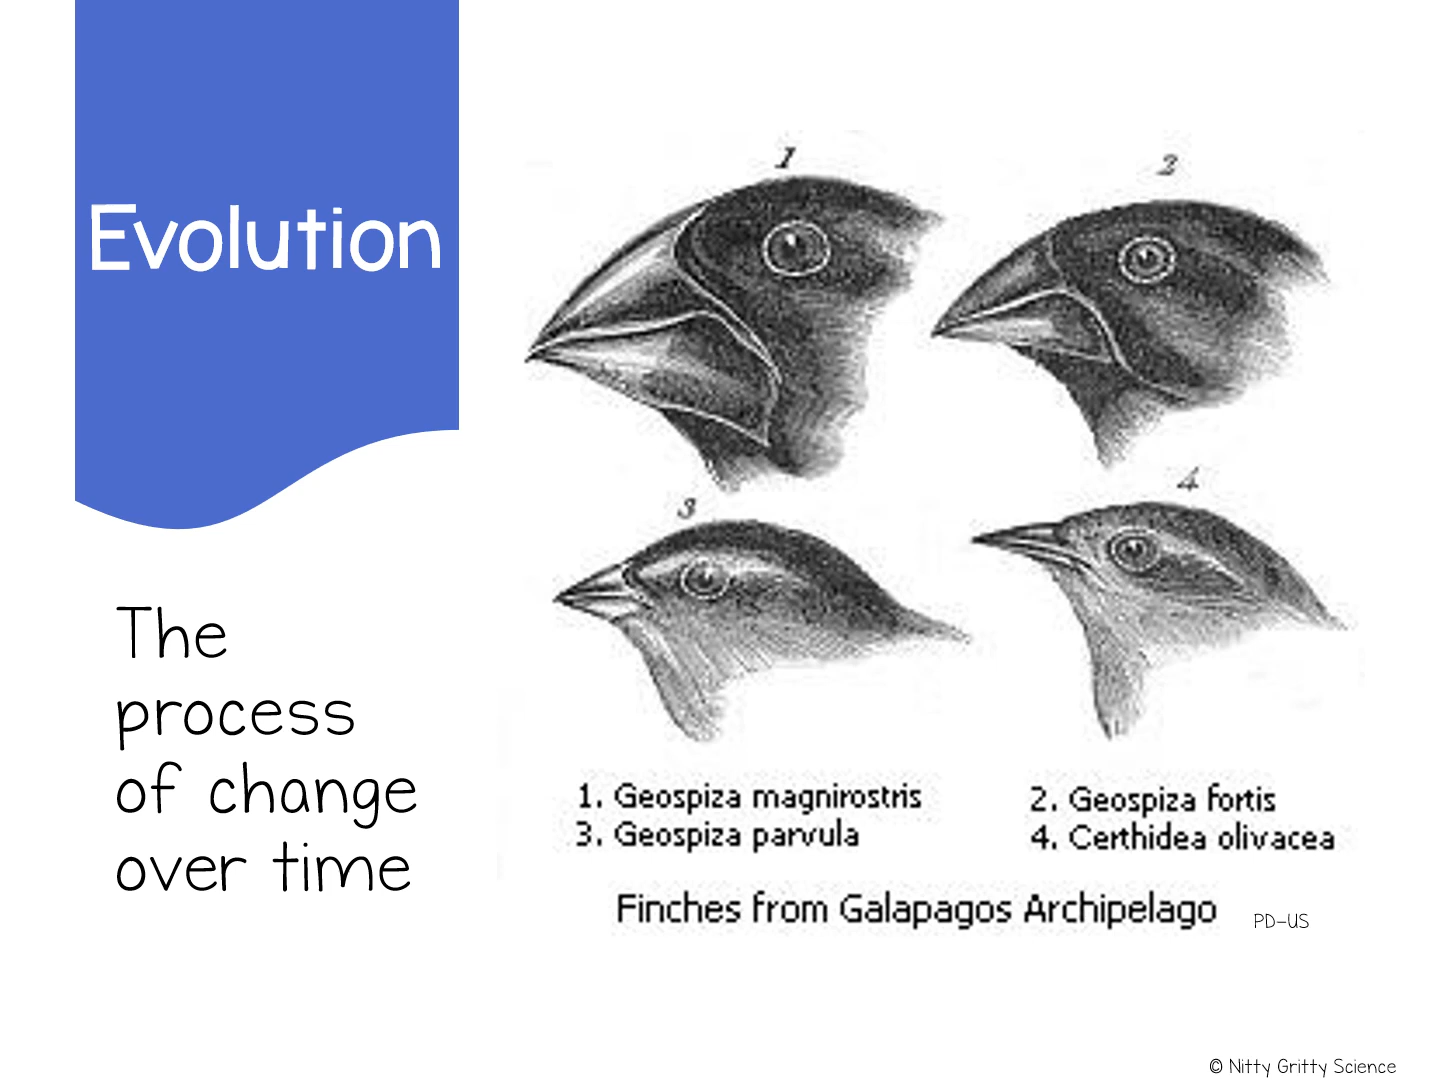 Evolution
The
process
of change
over time
1
2
3
4
1. Geospiza magnirostris
2. Geospiza fortis
3. Geospiza parvula
4. Certhidea olivacea
Finches from Galapagos Archipelago
PD-US
© Nitty Gritty Science